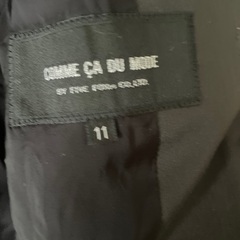 COMME ÇA DU MODE
BY FIVE FOXes CO.,LTD.
11